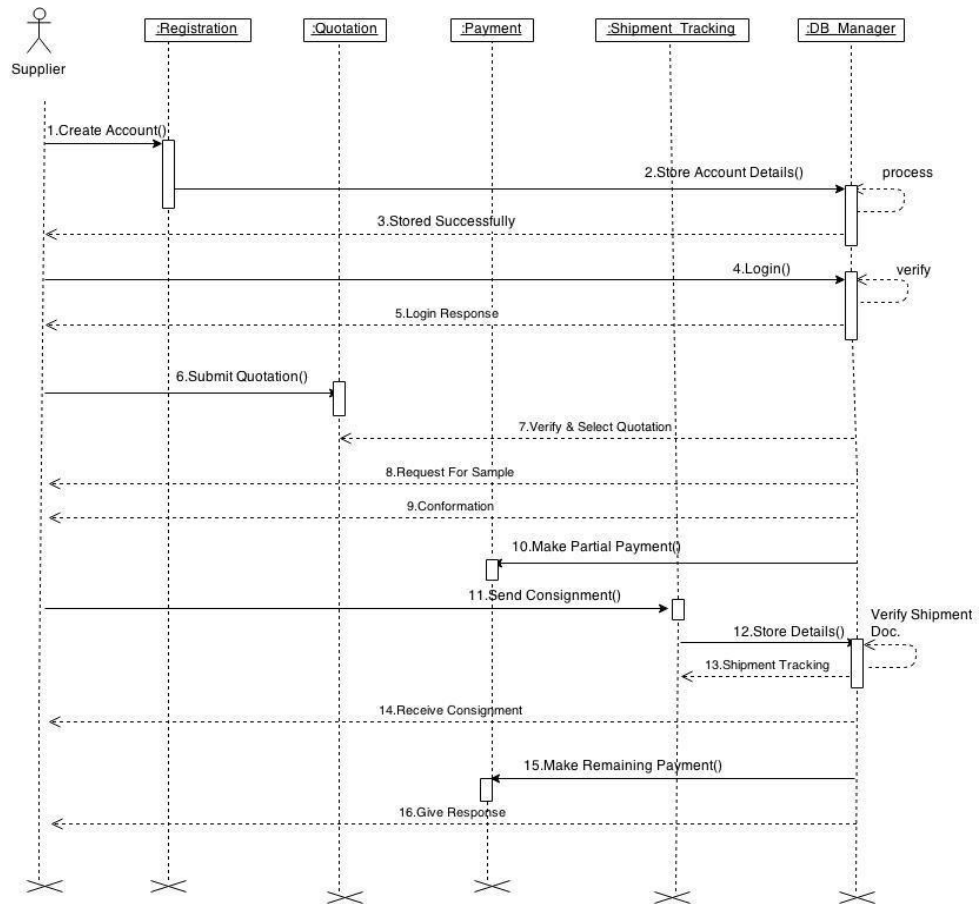 :Registration
:Quotation
:Payment
:Shipment_Tracking
:DB_Manager
Supplier
1.Create Account()
2.Store Account Details()
process
3.Stored Successfully
4.Login()
verify
5.Login Response
6.Submit Quotation()
7.Verify & Select Quotation
8.Request For Sample
9.Conformation
10.Make Partial Payment()
11.Send Consignment()
Verify Shipment
Doc.
12.Store Details()
13.Shipment Tracking
14.Receive Consignment
15.Make Remaining Payment()
16.Give Response